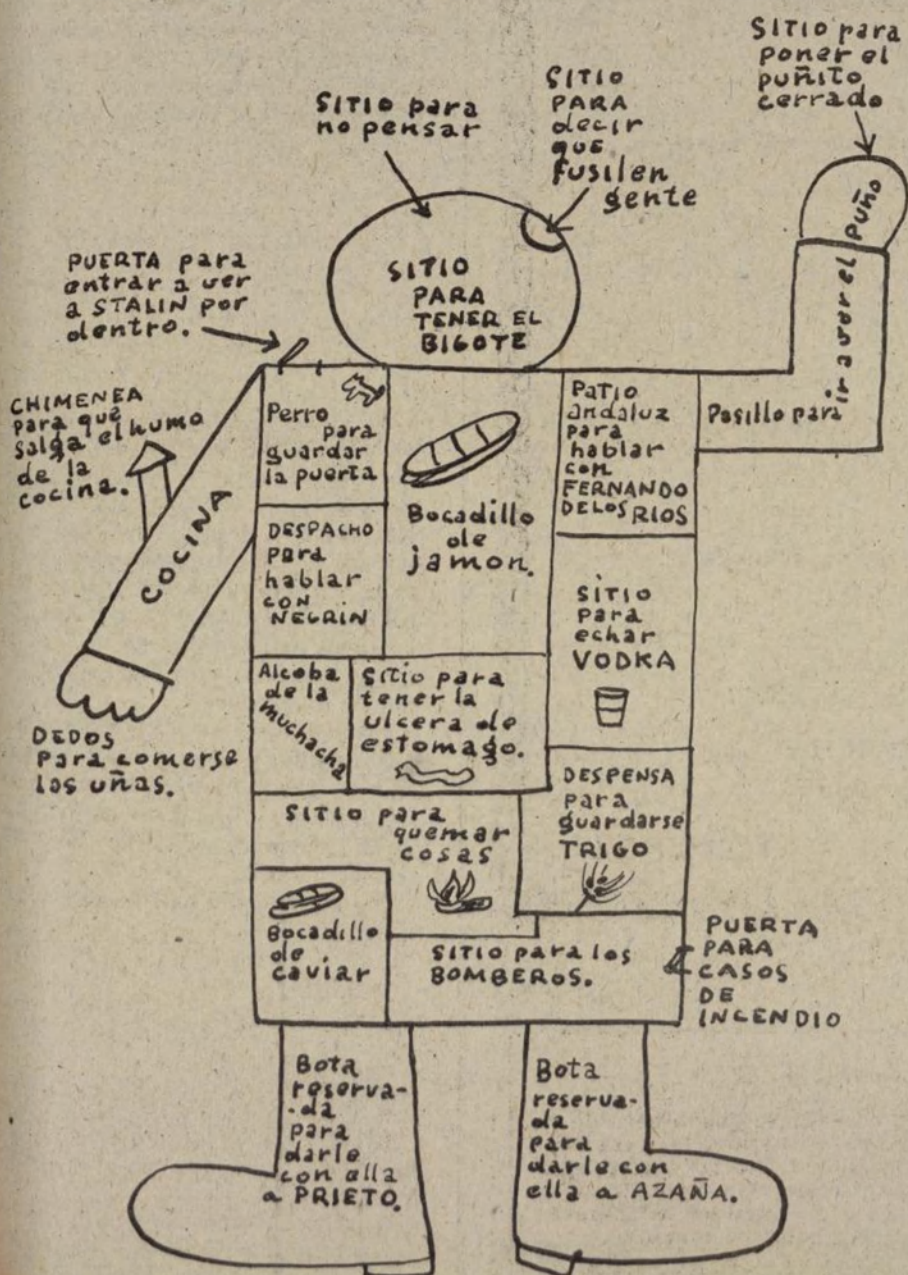 SITIO para
poner el
puñito
cerrado
SITIO
PARA
decir
que
fusilen
gente
SITIO para
no pensar
PUERTA para
entrar a ver
a STALIN por
dentro.
SITIO
PARA
TENER EL
BIGOTE
PUÑO
Pasillo para
ir a ver el
CHIMENEA
para que
salga el humo
de la
cocina.
COCINA
DEDOS
para comerse
las uñas.
Perro
para
guardar
la puerta
Bocadillo
de
jamon.
Patio
andaluz
para
hablar
con
FERNANDO
DE LOS RIOS
DESPACHO
para
hablar
CON
NEGRIN
SITIO
para
echar
VODKA
Alcoba
de la
muchacha
Sitio para
tener la
ulcera de
estomago.
DESPENSA
para
guardarse
TRIGO
SITIO para
quemar
cosas
Bocadillo
de
caviar
SITIO para los
BOMBEROS.
PUERTA
PARA
CASOS
DE
INCENDIO
Bota
reserva-
-da
para
darle
con ella
a PRIETO.
Bota
reserva-
da
para
darle con
ella a AZAÑA.